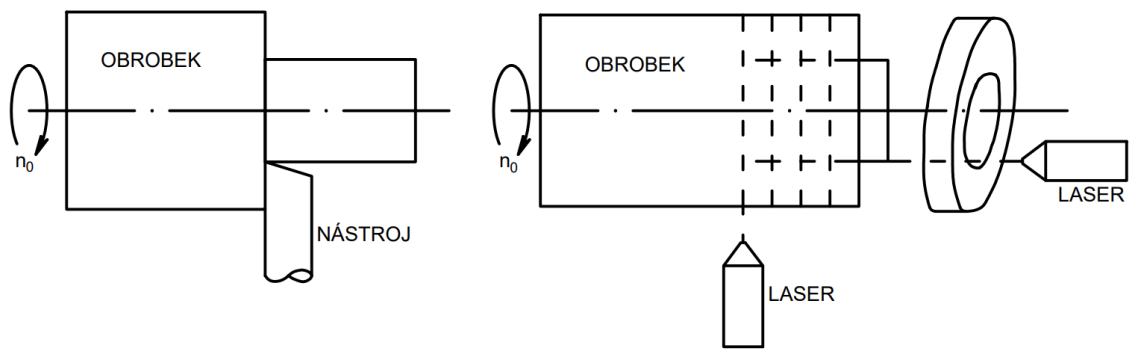 OBROBEK
n0
NÁSTROJ
OBROBEK
n0
LASER
LASER